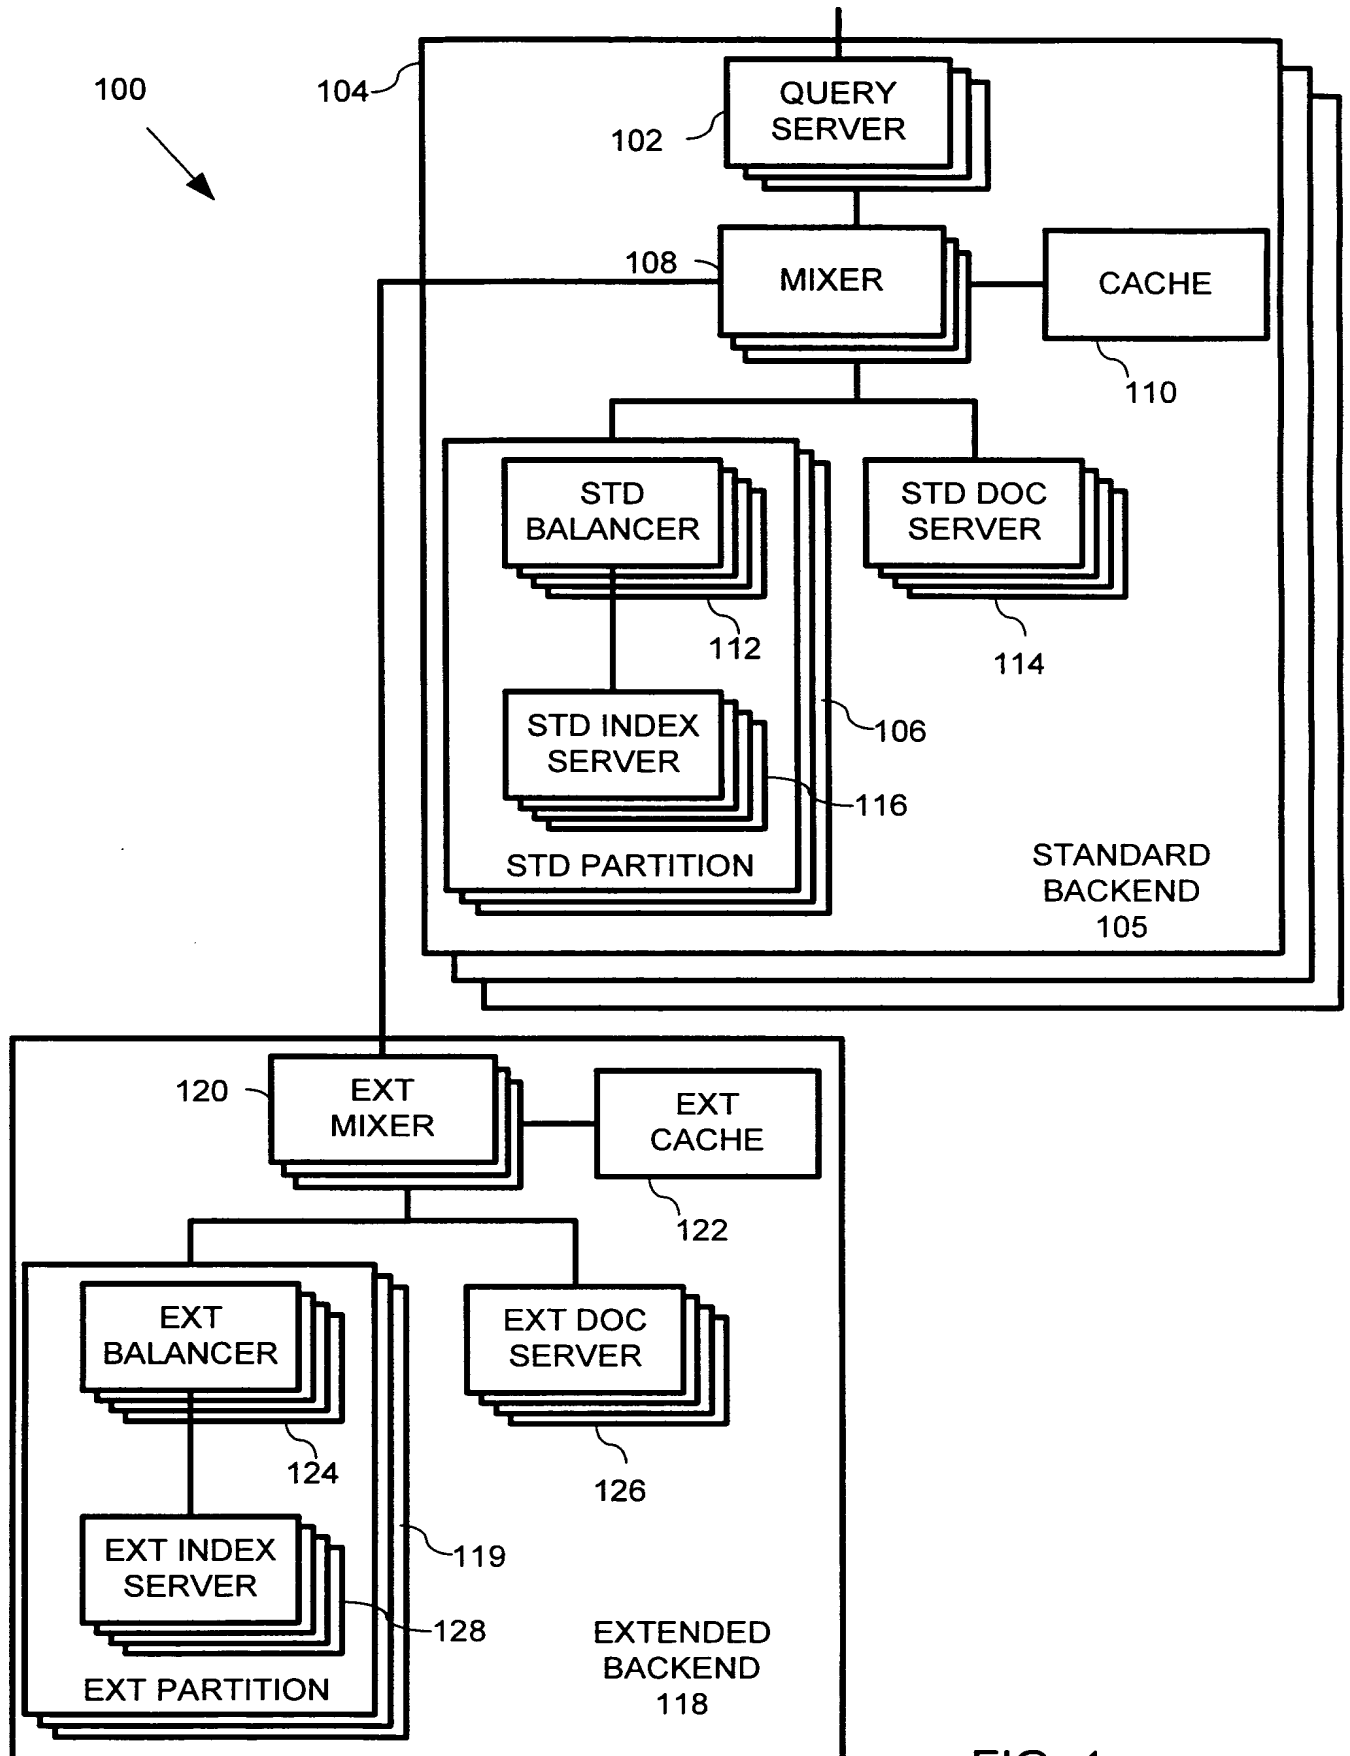 100
104
QUERY
SERVER
102
108
MIXER
CACHE
110
STD
BALANCER
STD DOC
SERVER
112
114
STD INDEX
SERVER
106
116
STD PARTITION
STANDARD
BACKEND
105
120
EXT
MIXER
EXT
CACHE
122
EXT
BALANCER
EXT DOC
SERVER
124
126
EXT INDEX
SERVER
119
128
EXT PARTITION
EXTENDED
BACKEND
118